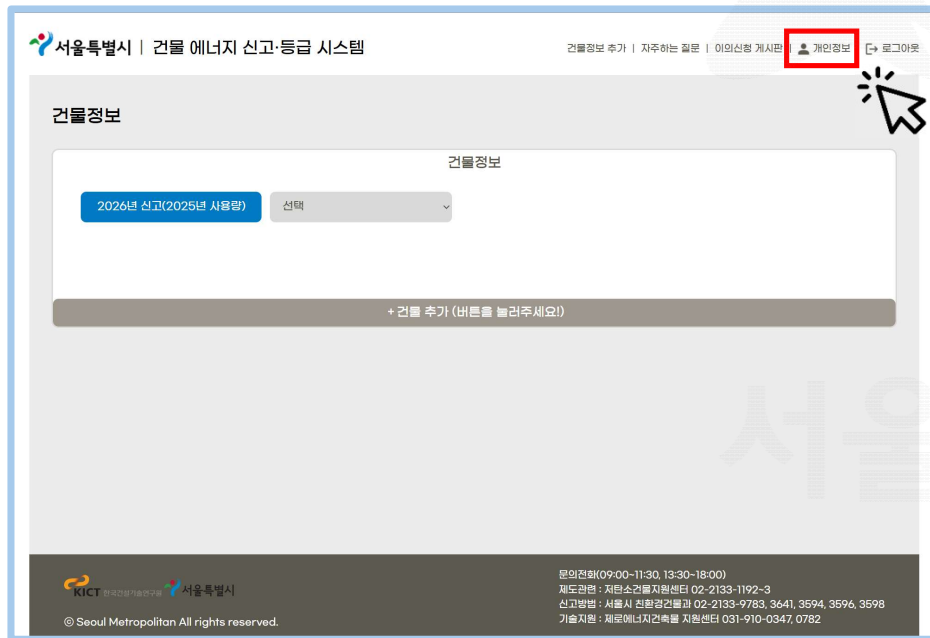 서울특별시 | 건물 에너지 신고·등급 시스템
건물정보 추가 | 자주하는 질문 | 이의신청 게시판 | 개인정보 로그아웃
건물정보
건물정보
2026년 신고(2025년 사용량) 선택
+ 건물 추가 (버튼을 눌러주세요!)
서울
KICT 한국건설기술연구원 서울특별시
문의전화(09:00~11:30, 13:30~18:00)
제도관련 : 저탄소건물지원센터 02-2133-1192~3
신고방법 : 서울시 친환경건물과 02-2133-9783, 3641, 3594, 3596, 3598
기술지원 : 제로에너지건축물 지원센터 031-910-0347, 0782
© Seoul Metropolitan All rights reserved.